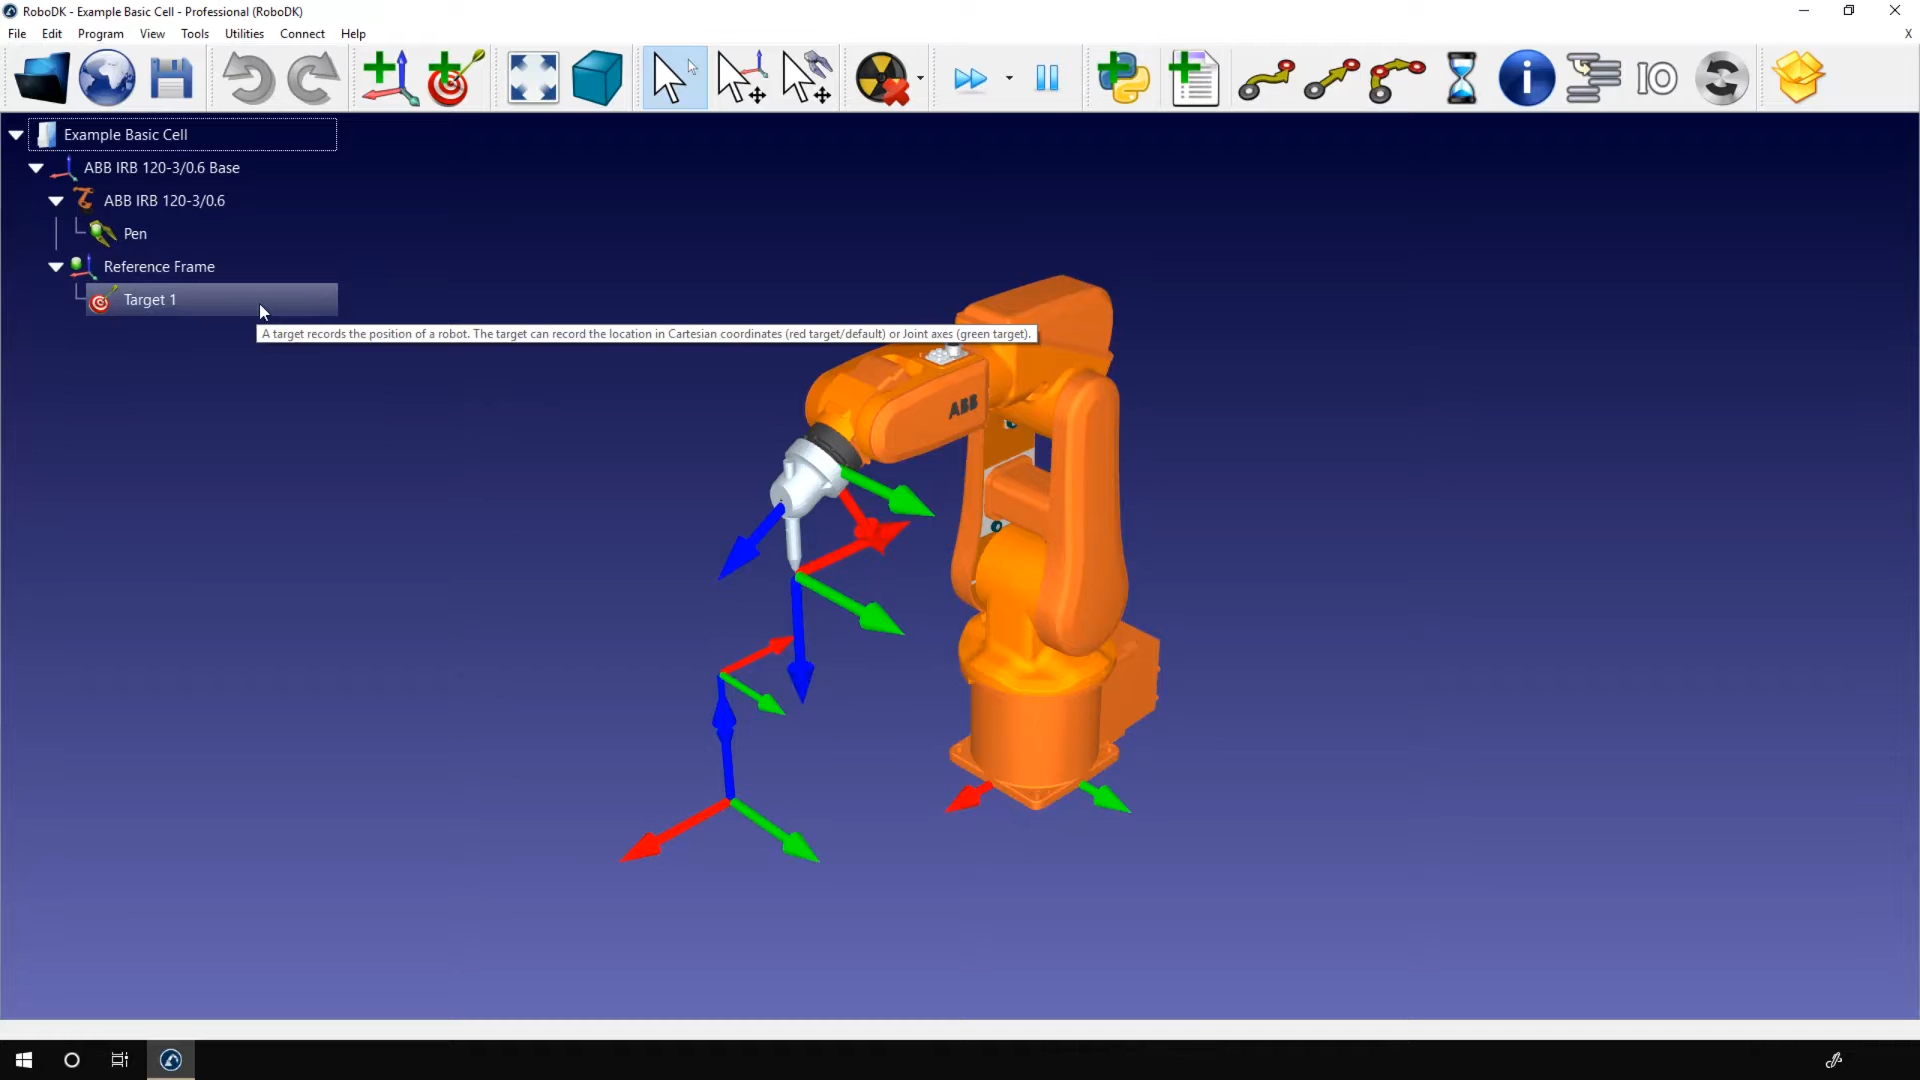 RoboDK - Example Basic Cell - Professional (RoboDK)
File Edit Program View Tools Utilities Connect Help X
IO
Example Basic Cell
ABB IRB 120-3/0.6 Base
ABB IRB 120-3/0.6
Pen
Reference Frame
Target 1
A target records the position of a robot. The target can record the location in Cartesian coordinates (red target/default) or Joint axes (green target).
ABB